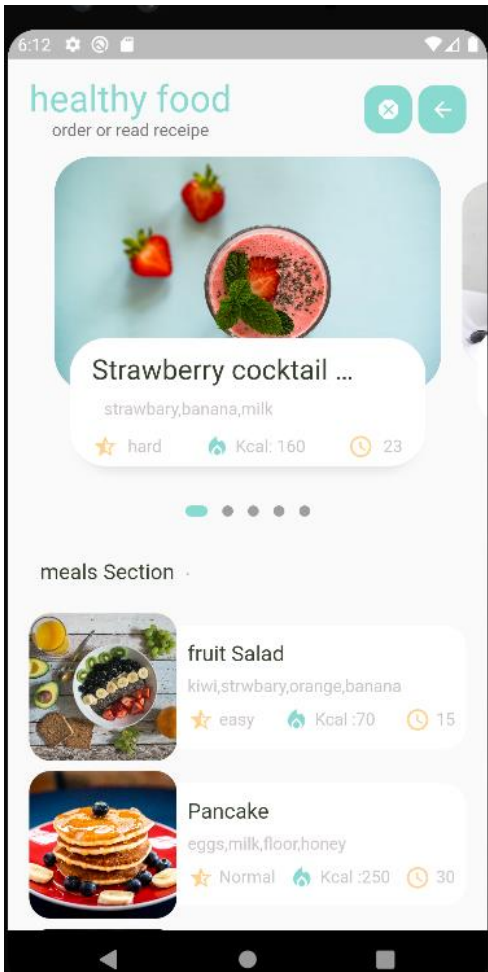 6:12
healthy food
order or read receipe
Strawberry cocktail ...
strawbary,banana,milk
hard Kcal: 160 23
meals Section
fruit Salad
kiwi,strwbary,orange,banana
easy Kcal :70 15
Pancake
eggs,milk,floor,honey
Normal Kcal :250 30